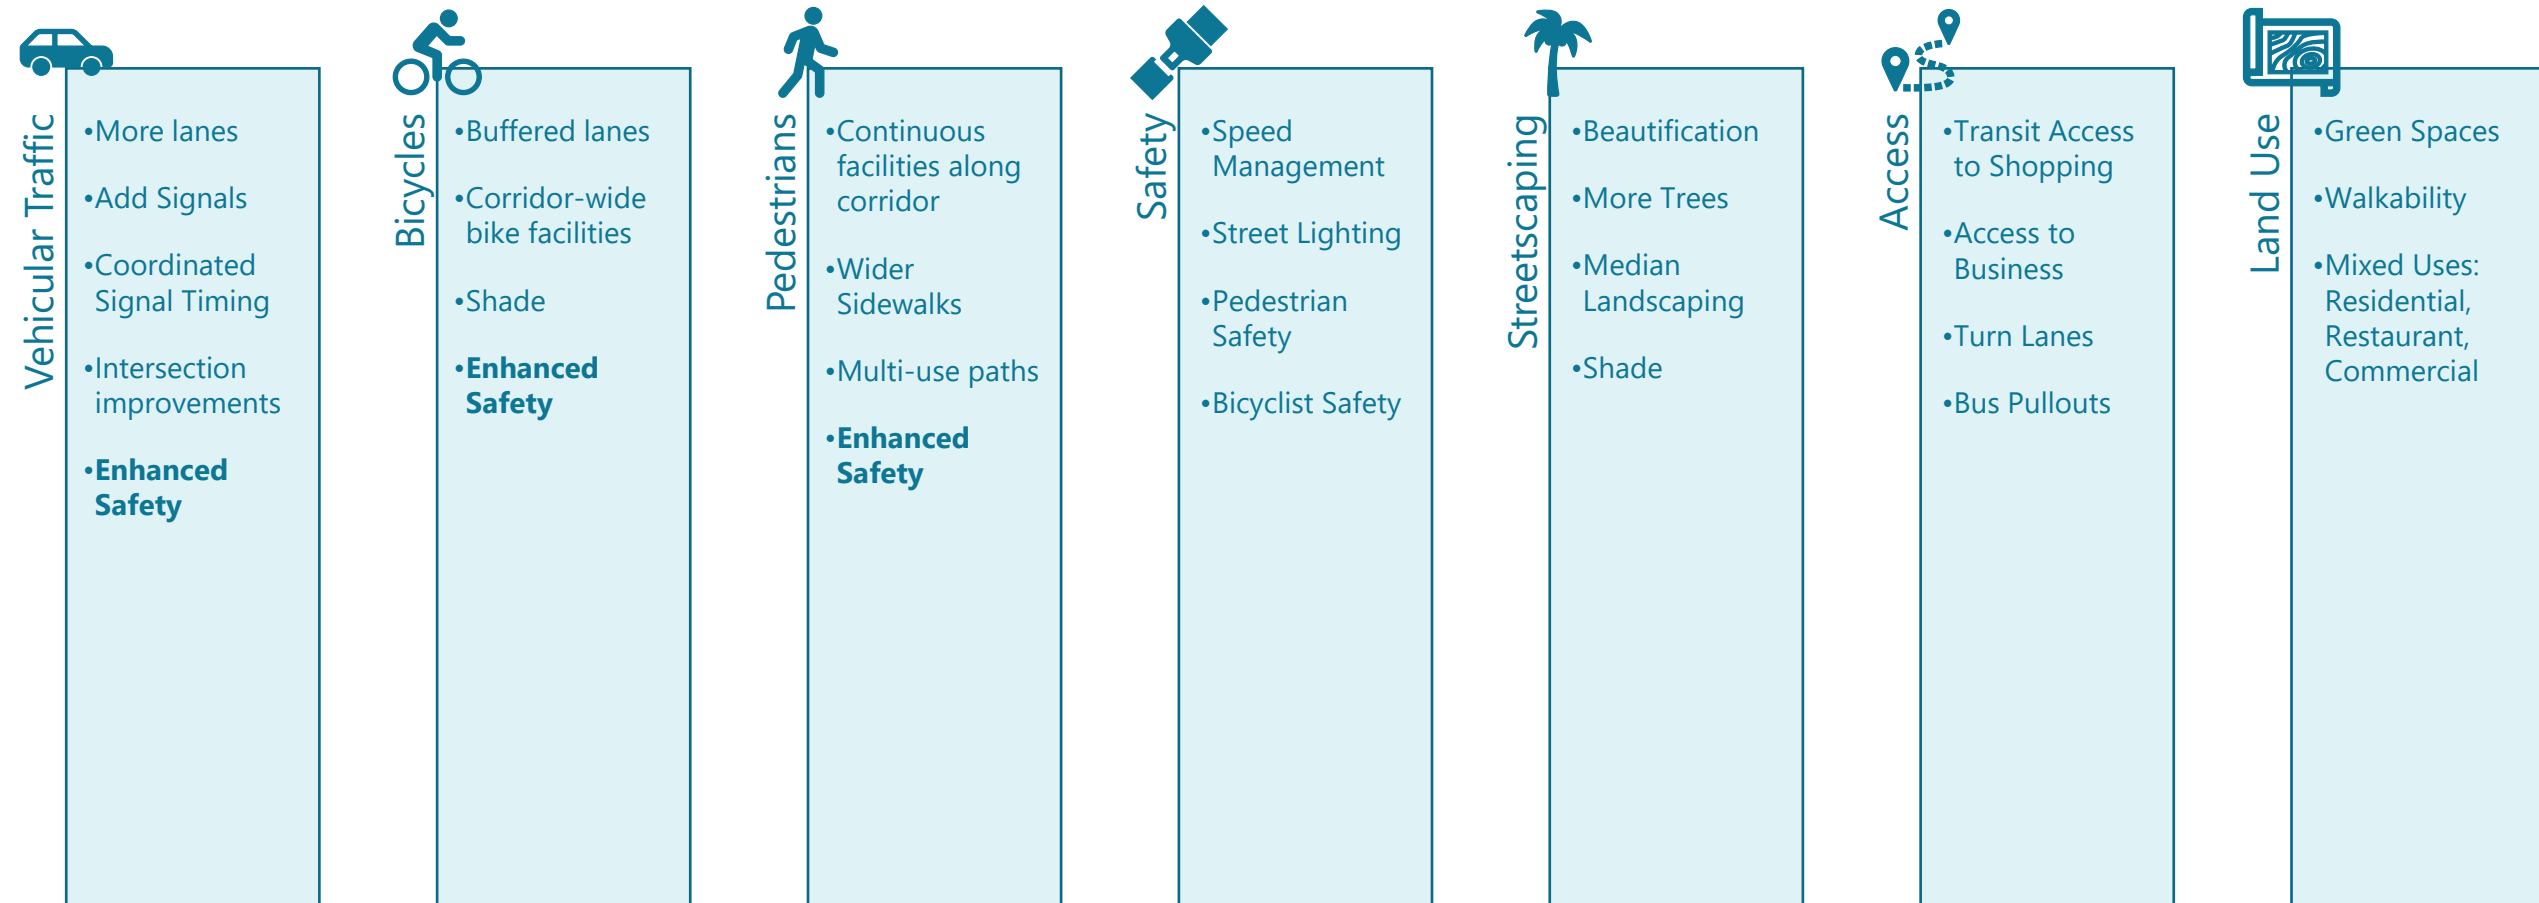 Vehicular Traffic
•More lanes
•Add Signals
•Coordinated
Signal Timing
•Intersection
improvements
•Enhanced
Safety
Bicycles
•Buffered lanes
•Corridor-wide
bike facilities
•Shade
•Enhanced
Safety
Pedestrians
•Continuous
facilities along
corridor
•Wider
Sidewalks
•Multi-use paths
•Enhanced
Safety
Safety
•Speed
Management
•Street Lighting
•Pedestrian
Safety
•Bicyclist Safety
Streetscaping
•Beautification
•More Trees
•Median
Landscaping
•Shade
Access
•Transit Access
to Shopping
•Access to
Business
•Turn Lanes
•Bus Pullouts
Land Use
•Green Spaces
•Walkability
•Mixed Uses:
Residential,
Restaurant,
Commercial